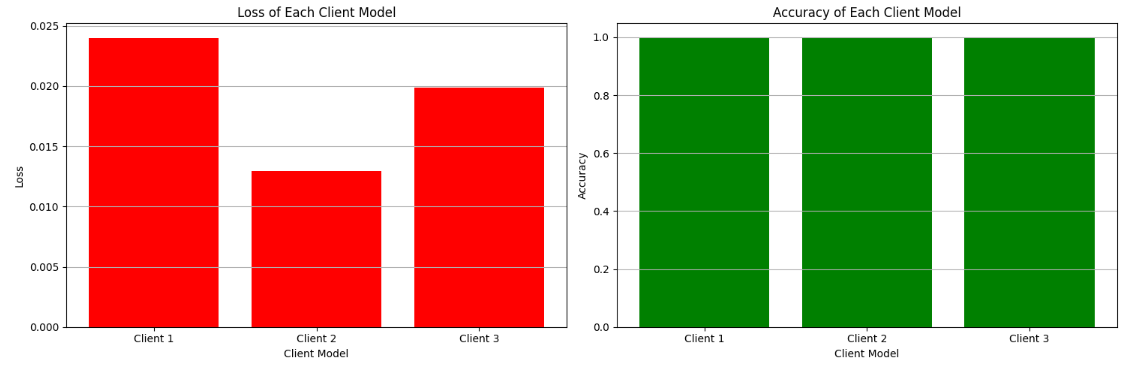 Loss of Each Client Model
0.025
0.020
0.015
0.010
0.005
0.000
Loss
Client 1 Client 2 Client 3
Client Model
Accuracy of Each Client Model
1.0
0.8
0.6
0.4
0.2
0.0
Accuracy
Client 1 Client 2 Client 3
Client Model